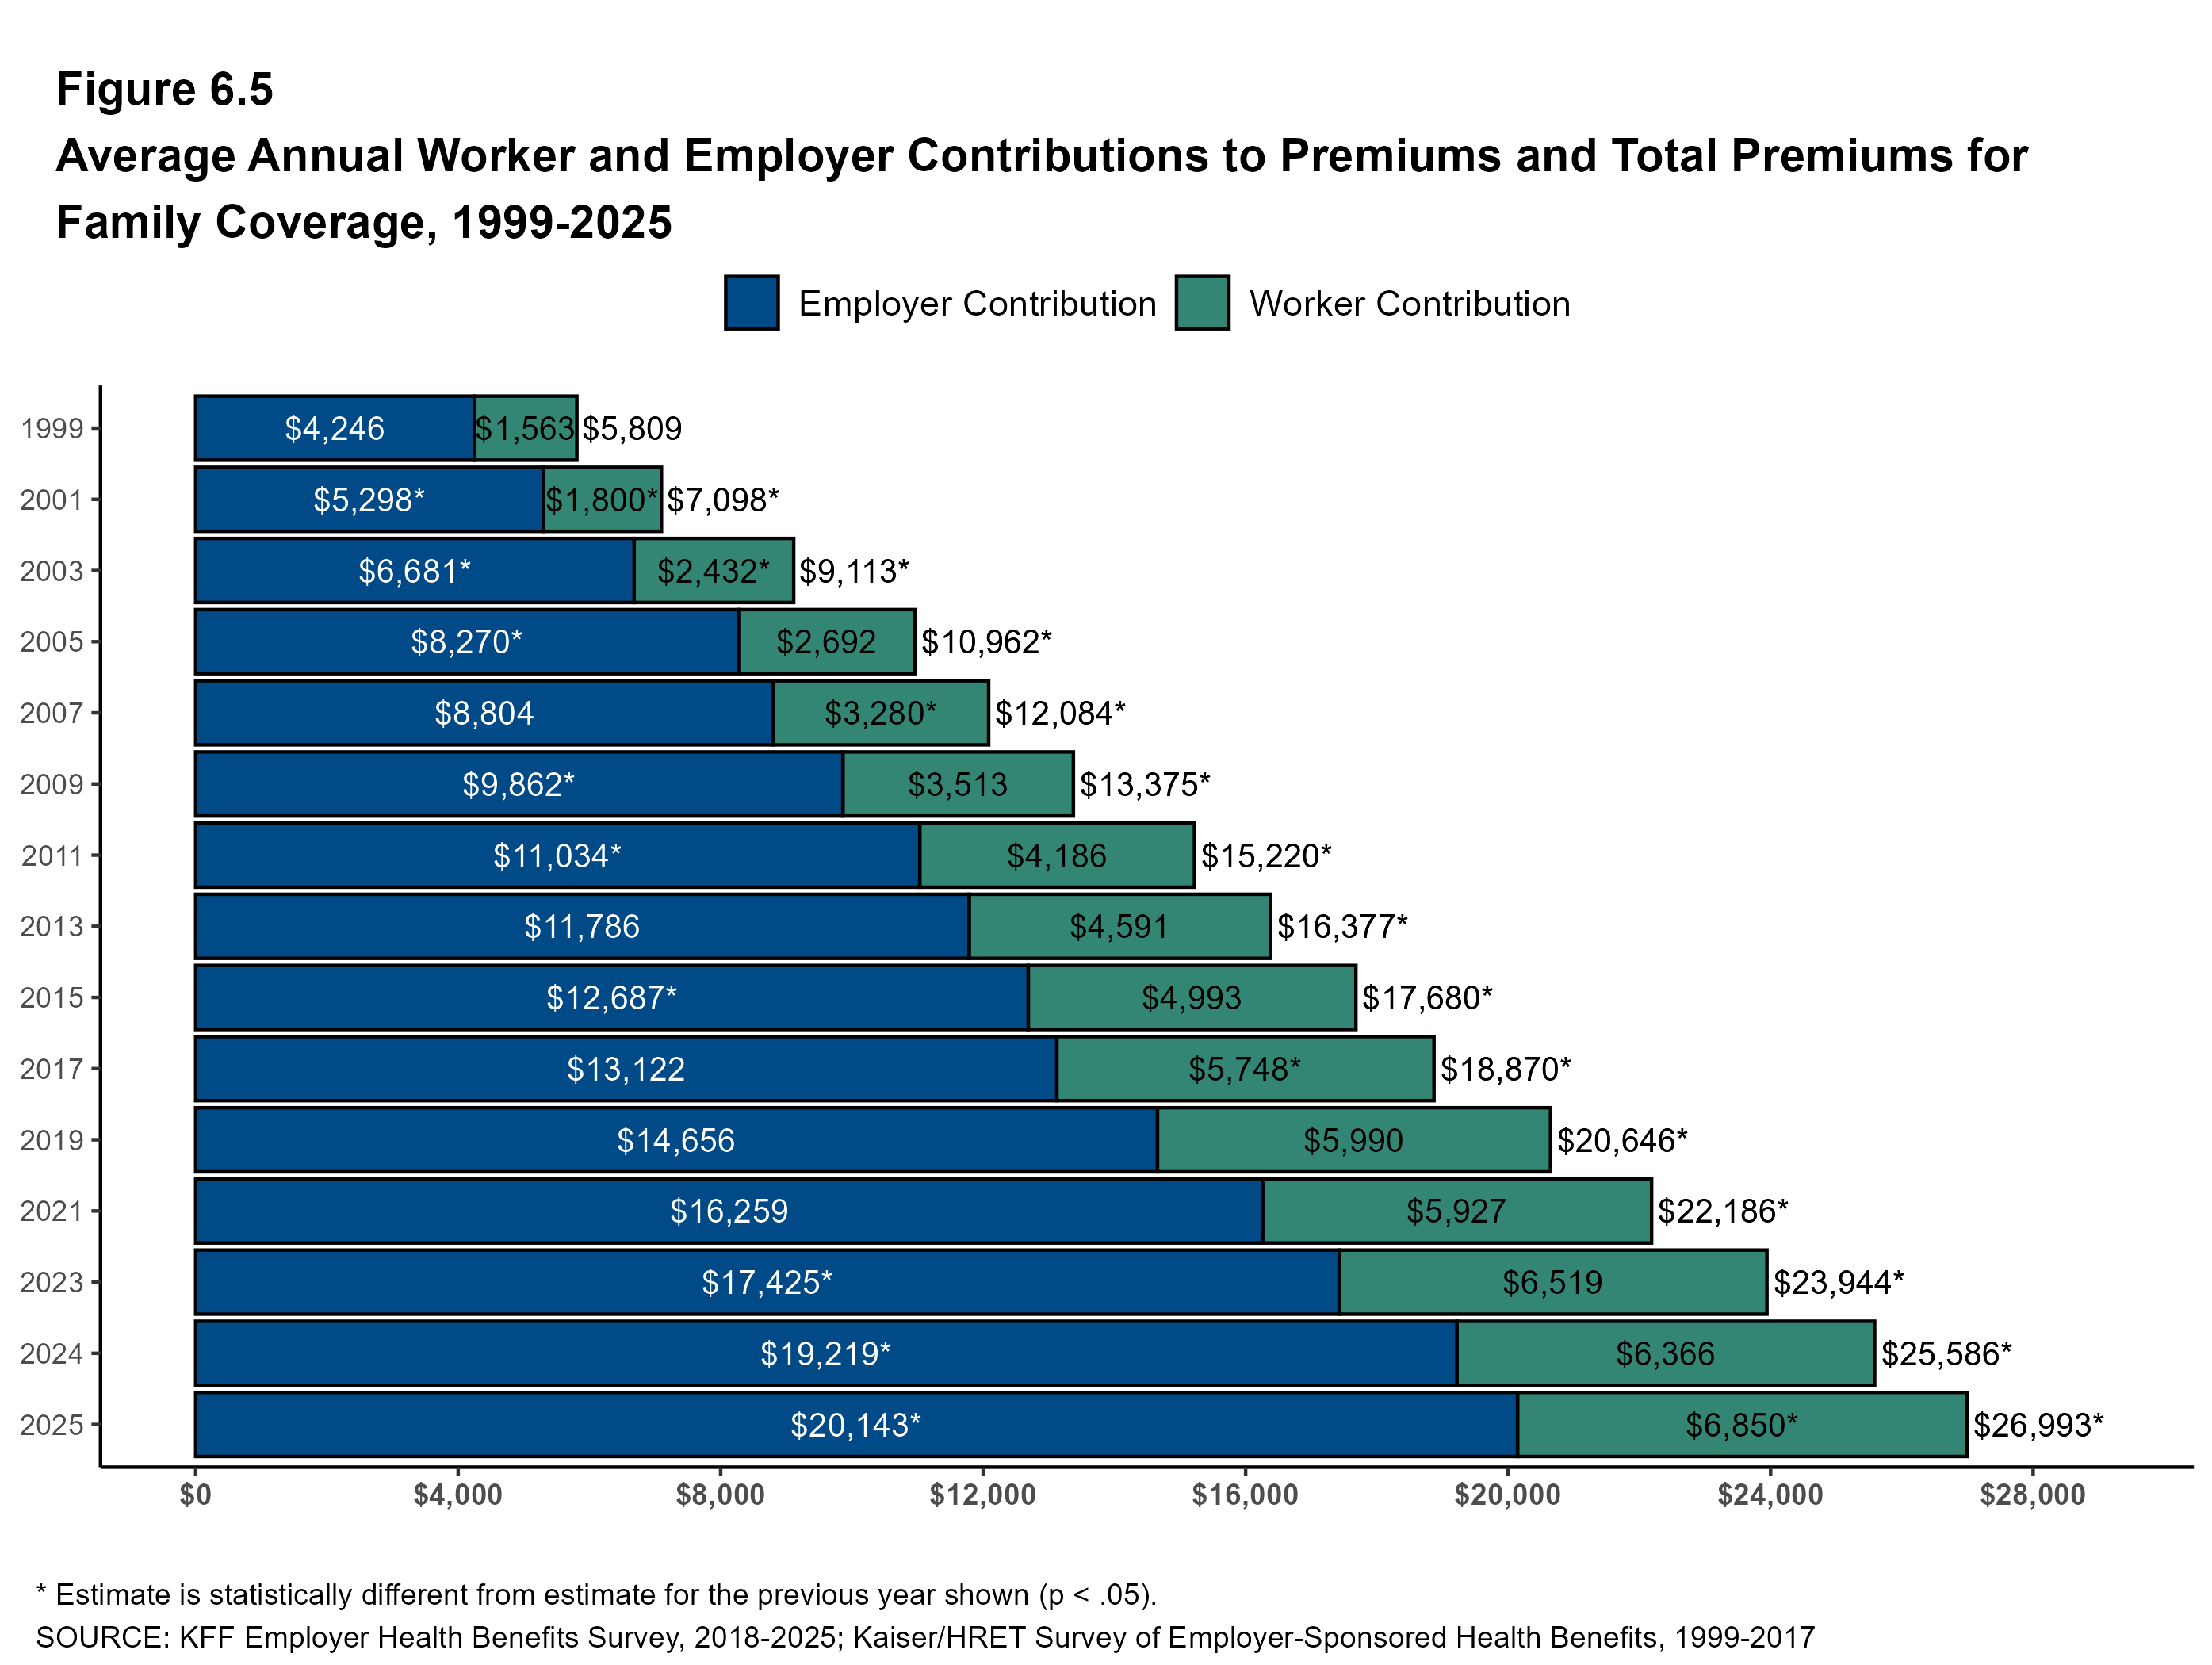 Figure 6.5
Average Annual Worker and Employer Contributions to Premiums and Total Premiums for
Family Coverage, 1999-2025
Employer Contribution Worker Contribution
1999 $4,246 $1,563 $5,809
2001 $5,298* $1,800* $7,098*
2003 $6,681* $2,432* $9,113*
2005 $8,270* $2,692 $10,962*
2007 $8,804 $3,280* $12,084*
2009 $9,862* $3,513 $13,375*
2011 $11,034* $4,186 $15,220*
2013 $11,786 $4,591 $16,377*
2015 $12,687* $4,993 $17,680*
2017 $13,122 $5,748* $18,870*
2019 $14,656 $5,990 $20,646*
2021 $16,259 $5,927 $22,186*
2023 $17,425* $6,519 $23,944*
2024 $19,219* $6,366 $25,586*
2025 $20,143* $6,850* $26,993*
$0 $4,000 $8,000 $12,000 $16,000 $20,000 $24,000 $28,000
* Estimate is statistically different from estimate for the previous year shown (p < .05).
SOURCE: KFF Employer Health Benefits Survey, 2018-2025; Kaiser/HRET Survey of Employer-Sponsored Health Benefits, 1999-2017